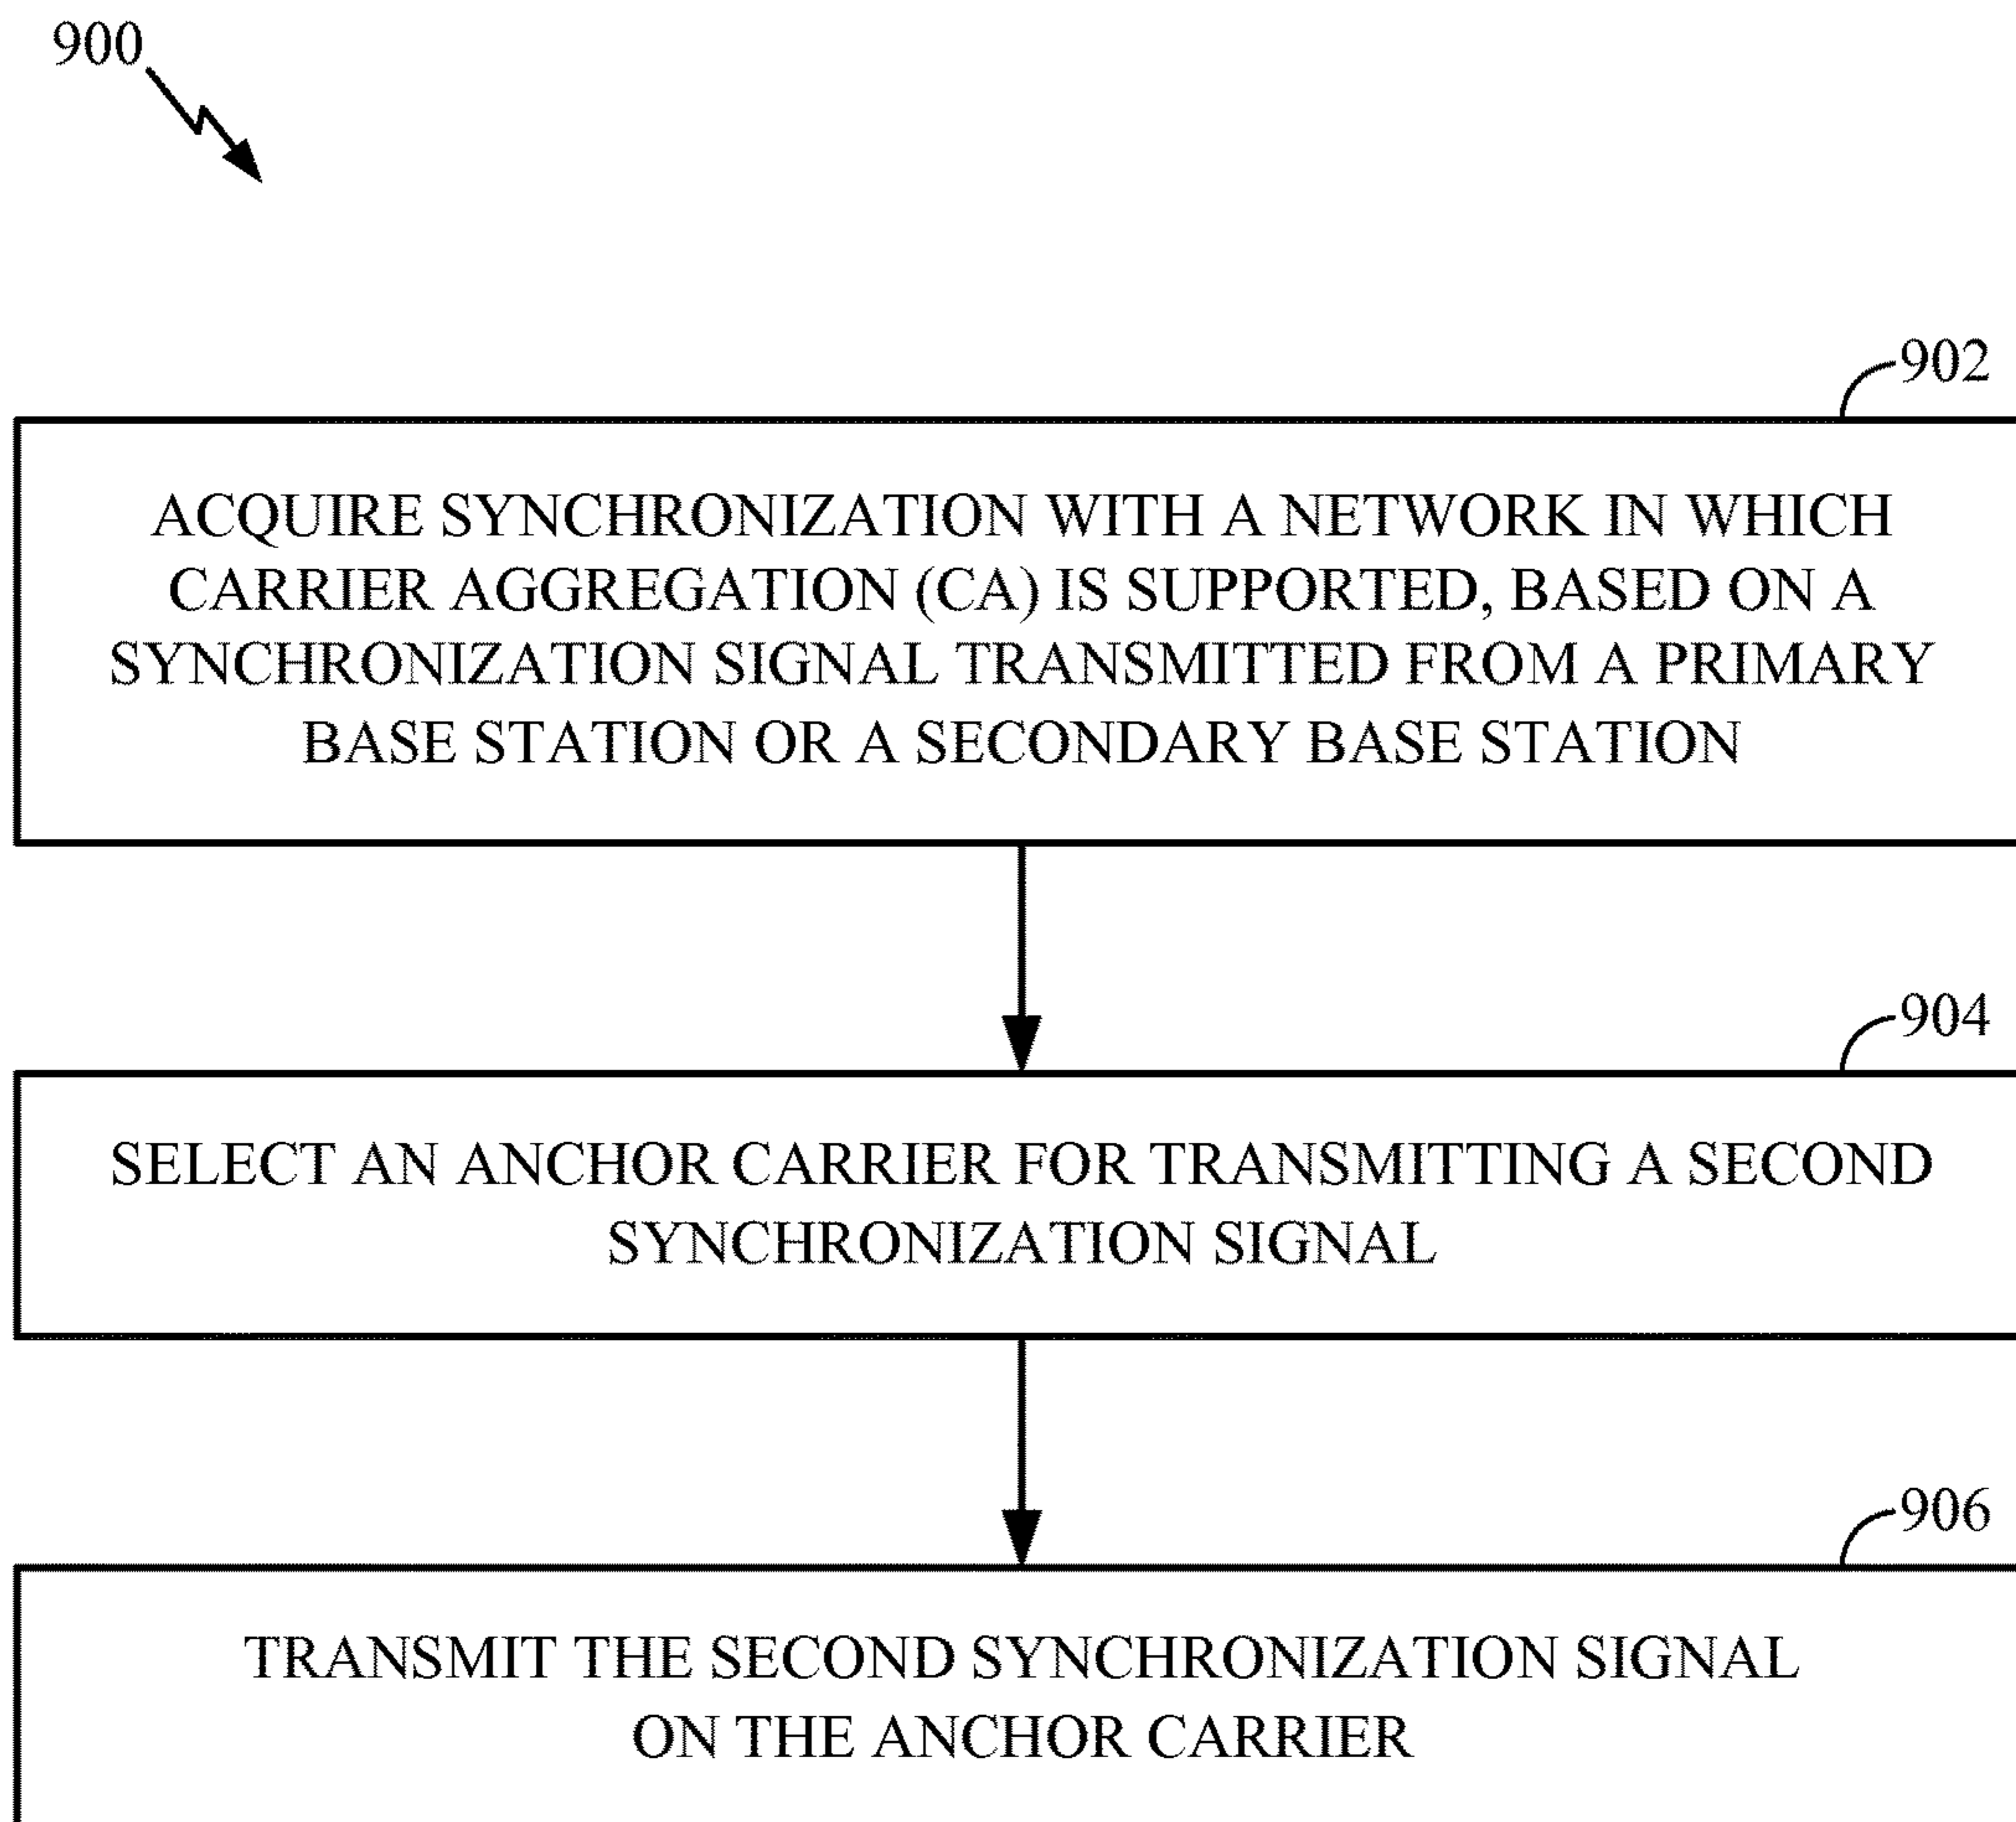 900
902
ACQUIRE SYNCHRONIZATION WITH A NETWORK IN WHICH
CARRIER AGGREGATION (CA) IS SUPPORTED, BASED ON A
SYNCHRONIZATION SIGNAL TRANSMITTED FROM A PRIMARY
BASE STATION OR A SECONDARY BASE STATION
904
SELECT AN ANCHOR CARRIER FOR TRANSMITTING A SECOND
SYNCHRONIZATION SIGNAL
906
TRANSMIT THE SECOND SYNCHRONIZATION SIGNAL
ON THE ANCHOR CARRIER